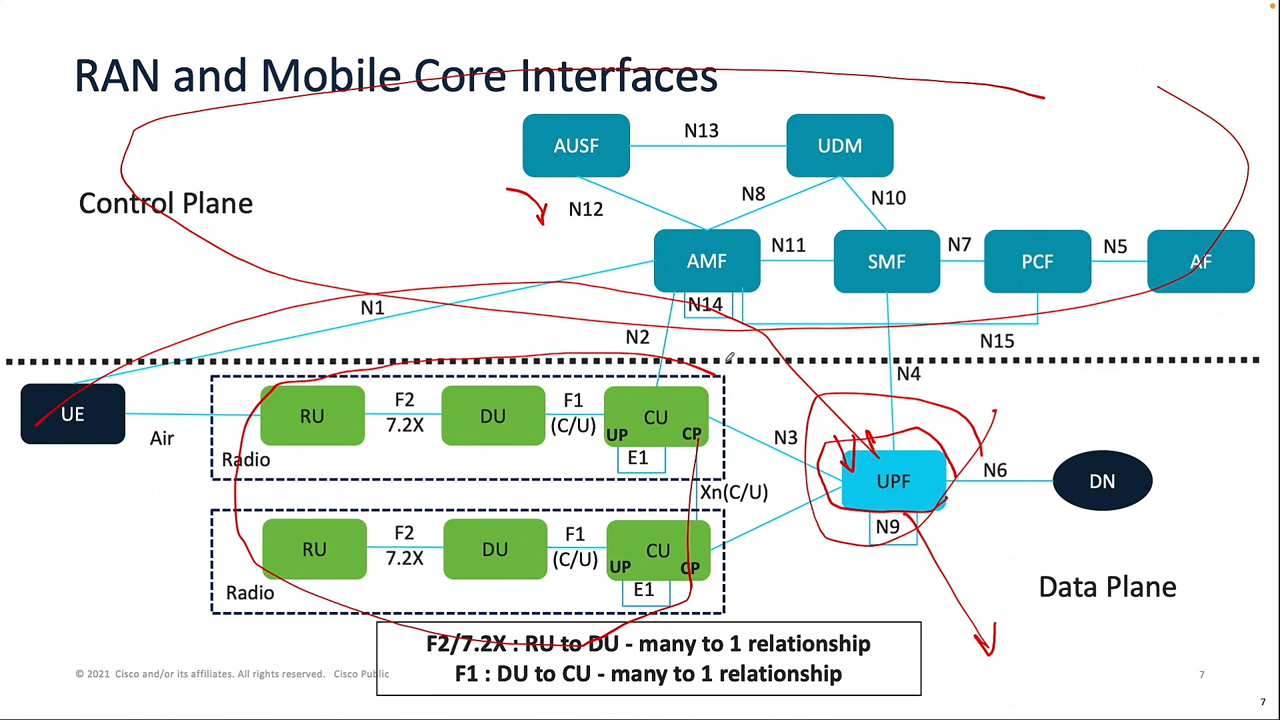 RAN and Mobile Core Interfaces
AUSF
N13
UDM
Control Plane
N12
N8
N10
AMF
N11
SMF
N7
PCF
N5
AF
N1
N14
N2
N15
N4
UE
Air
RU
F2
7.2X
DU
F1
(C/U)
CU
UP
CP
E1
Radio
N3
Xn(C/U)
UPF
N6
DN
N9
RU
F2
7.2X
DU
F1
(C/U)
CU
UP
CP
E1
Radio
Data Plane
F2/7.2X : RU to DU - many to 1 relationship
F1 : DU to CU - many to 1 relationship
© 2021 Cisco and/or its affiliates. All rights reserved. Cisco Public
7
7